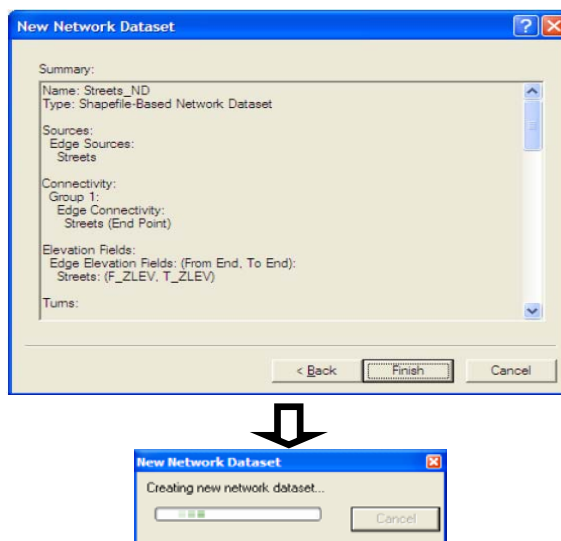 New Network Dataset
Summary:
Name: Streets_ND
Type: Shapefile-Based Network Dataset
Sources:
Edge Sources:
Streets
Connectivity:
Group 1:
Edge Connectivity:
Streets (End Point)
Elevation Fields:
Edge Elevation Fields: (From End, To End):
Streets: (F_ZLEV, T_ZLEV)
Turns:
< Back
Finish
Cancel
New Network Dataset
Creating new network dataset...
Cancel